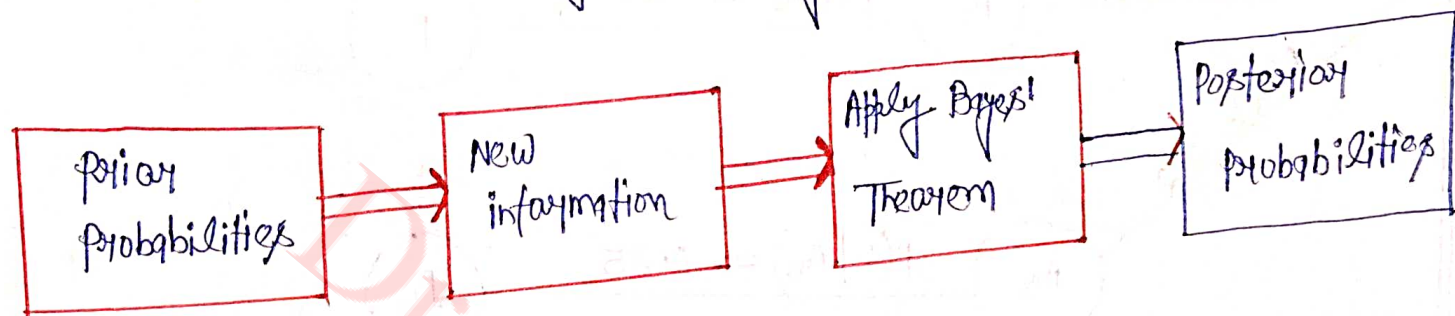 Prior
Probabilities
New
information
Apply Bayes'
Theorem
Posterior
probabilities